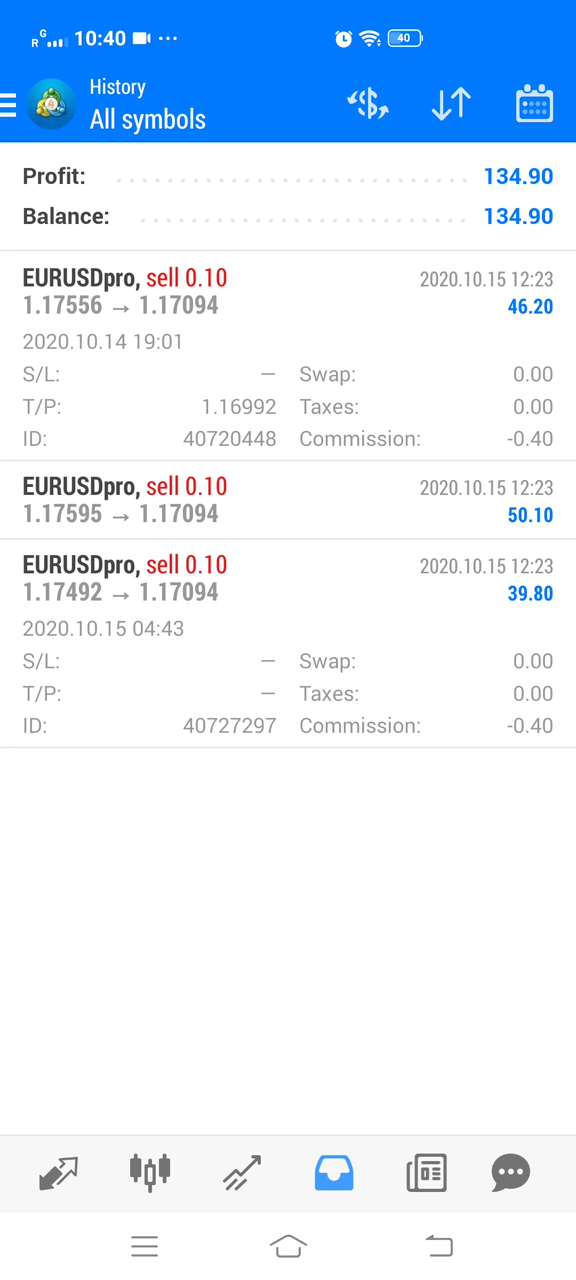 R G 10:40 ... 40
History
All symbols
Profit: 134.90
Balance: 134.90
EURUSDpro, sell 0.10 2020.10.15 12:23
1.17556 → 1.17094 46.20
2020.10.14 19:01
S/L: – Swap: 0.00
T/P: 1.16992 Taxes: 0.00
ID: 40720448 Commission: -0.40
EURUSDpro, sell 0.10 2020.10.15 12:23
1.17595 → 1.17094 50.10
EURUSDpro, sell 0.10 2020.10.15 12:23
1.17492 → 1.17094 39.80
2020.10.15 04:43
S/L: – Swap: 0.00
T/P: – Taxes: 0.00
ID: 40727297 Commission: -0.40